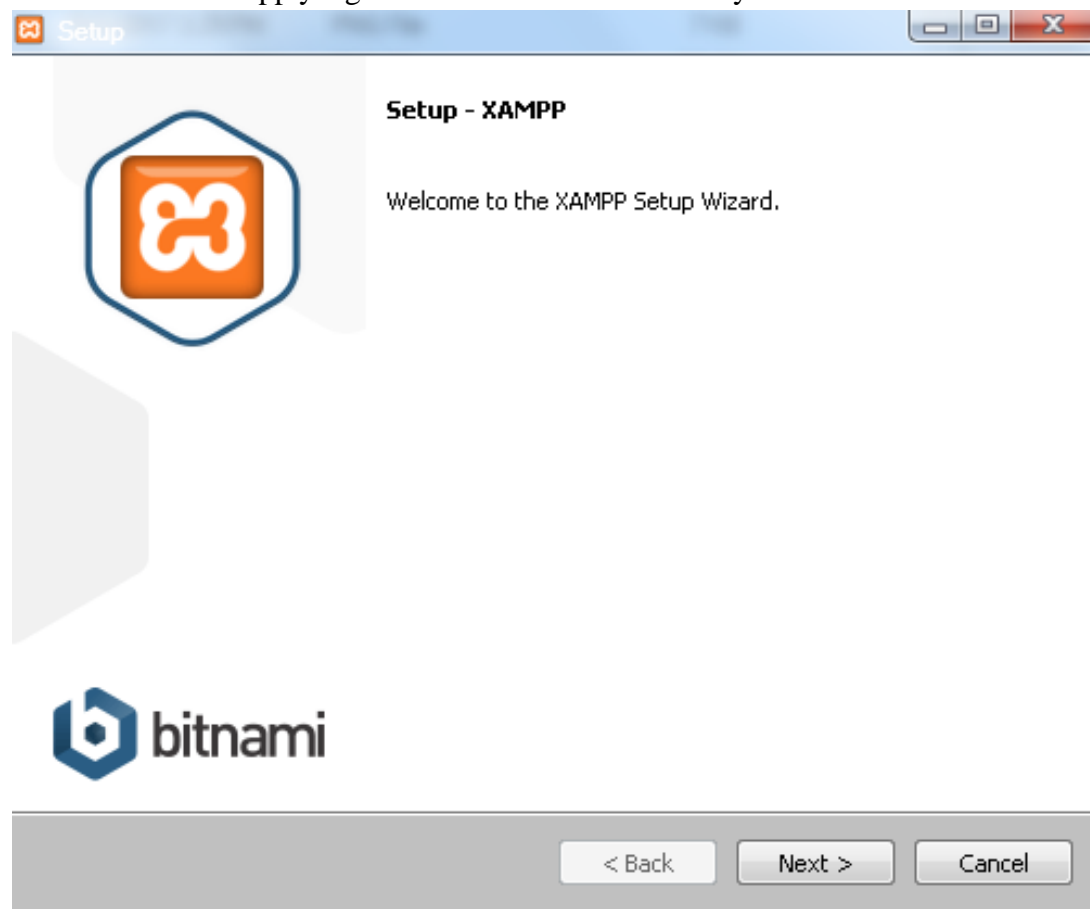 Setup
Setup - XAMPP
Welcome to the XAMPP Setup Wizard.
bitnami
< Back
Next >
Cancel